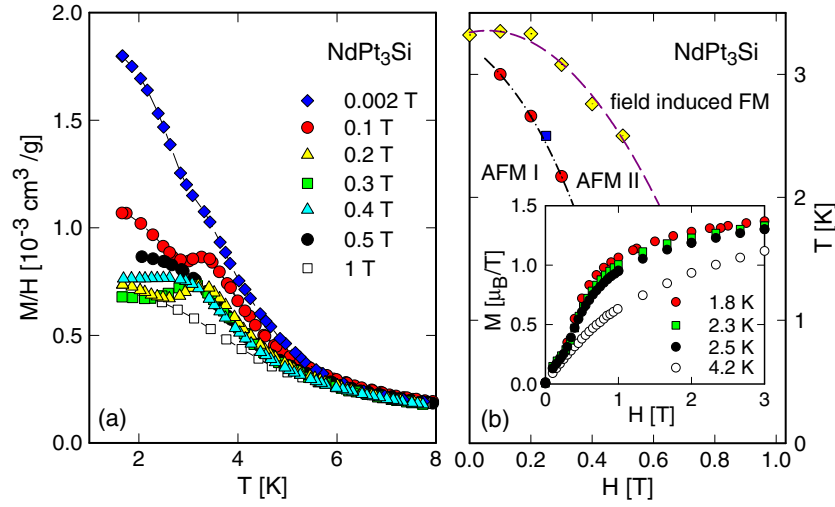 NdPt₃Si
0.002 T
0.1 T
0.2 T
0.3 T
0.4 T
0.5 T
1 T
M/H [10⁻³ cm³ /g]
2.0
1.5
1.0
0.5
0.0
(a)
2
4
6
8
T [K]
NdPt₃Si
field induced FM
AFM I
AFM II
3
2
1
0
T [K]
(b)
0.0
0.2
0.4
0.6
0.8
1.0
H [T]
M [μB/T]
1.5
1.0
0.5
0.0
1.8 K
2.3 K
2.5 K
4.2 K
0
1
2
3
H [T]